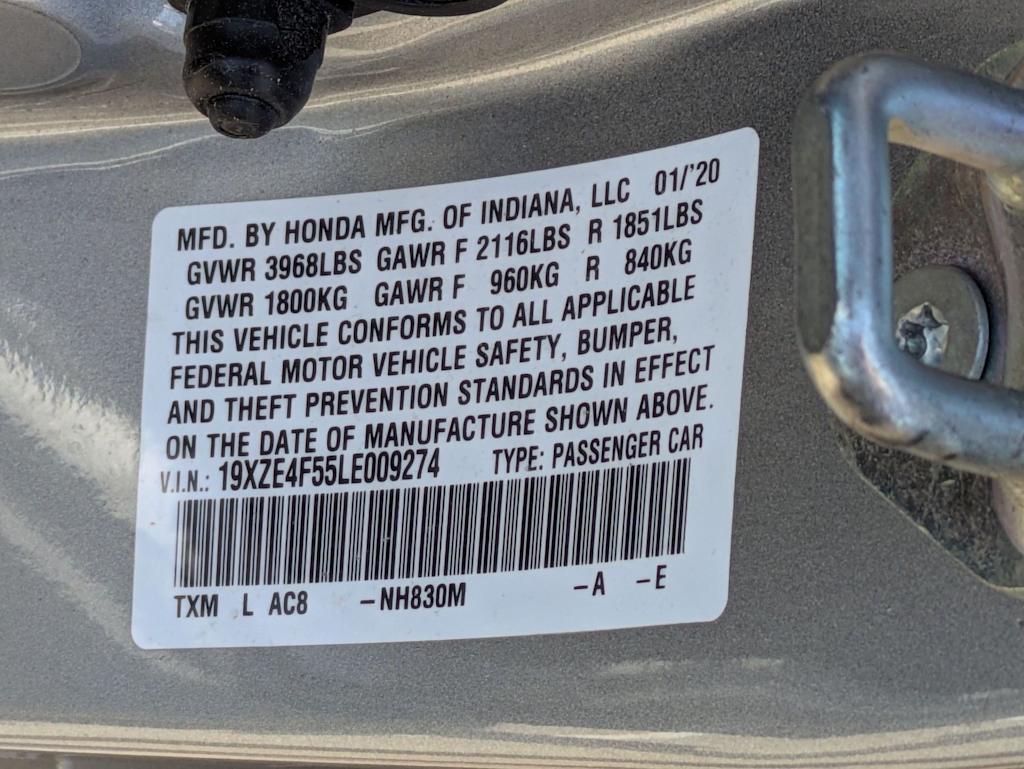 MFD. BY HONDA MFG. OF INDIANA, LLC 01/'20
GVWR 3968LBS GAWR F 2116LBS R 1851LBS
GVWR 1800KG GAWR F 960KG R 840KG
THIS VEHICLE CONFORMS TO ALL APPLICABLE
FEDERAL MOTOR VEHICLE SAFETY, BUMPER,
AND THEFT PREVENTION STANDARDS IN EFFECT
ON THE DATE OF MANUFACTURE SHOWN ABOVE.
V.I.N.: 19XZE4F55LE009274 TYPE: PASSENGER CAR
TXM L AC8 –NH830M –A –E